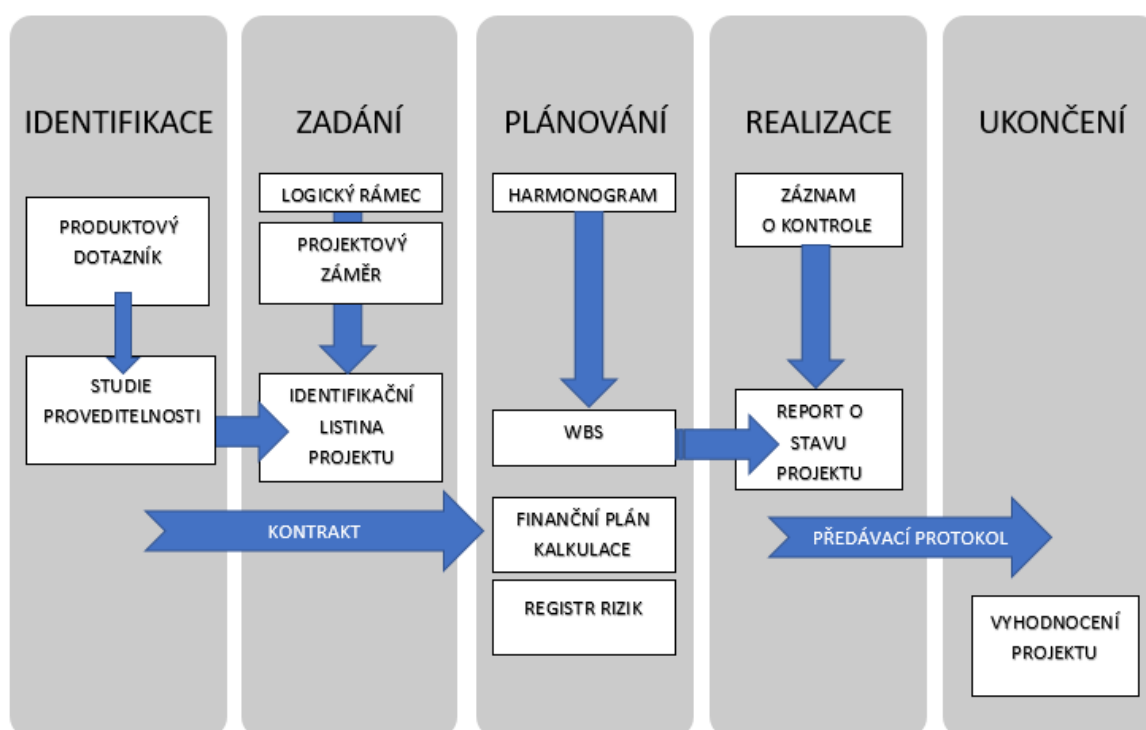 IDENTIFIKACE
PRODUKTOVÝ
DOTAZNÍK
STUDIE
PROVEDITELNOSTI
ZADÁNÍ
LOGICKÝ RÁMEC
PROJEKTOVÝ
ZÁMĚR
IDENTIFIKAČNÍ
LISTINA
PROJEKTU
KONTRAKT
PLÁNOVÁNÍ
HARMONOGRAM
WBS
FINANČNÍ PLÁN
KALKULACE
REGISTR RIZIK
REALIZACE
ZÁZNAM
O KONTROLE
REPORT O
STAVU
PROJEKTU
PŘEDÁVACÍ PROTOKOL
UKONČENÍ
VYHODNOCENÍ
PROJEKTU